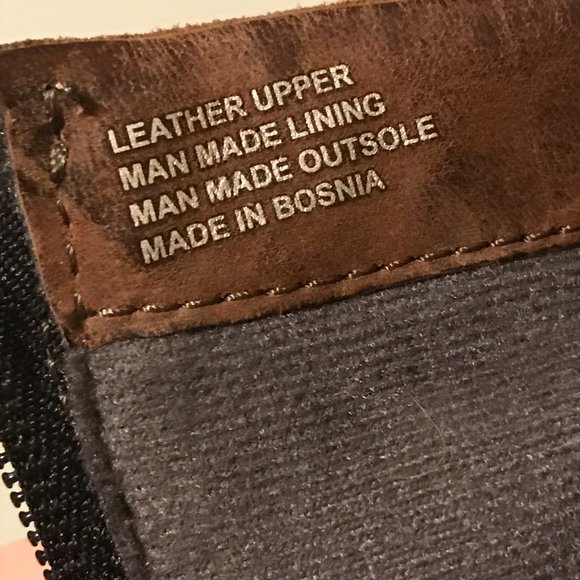 LEATHER UPPER
MAN MADE LINING
MAN MADE OUTSOLE
MADE IN BOSNIA